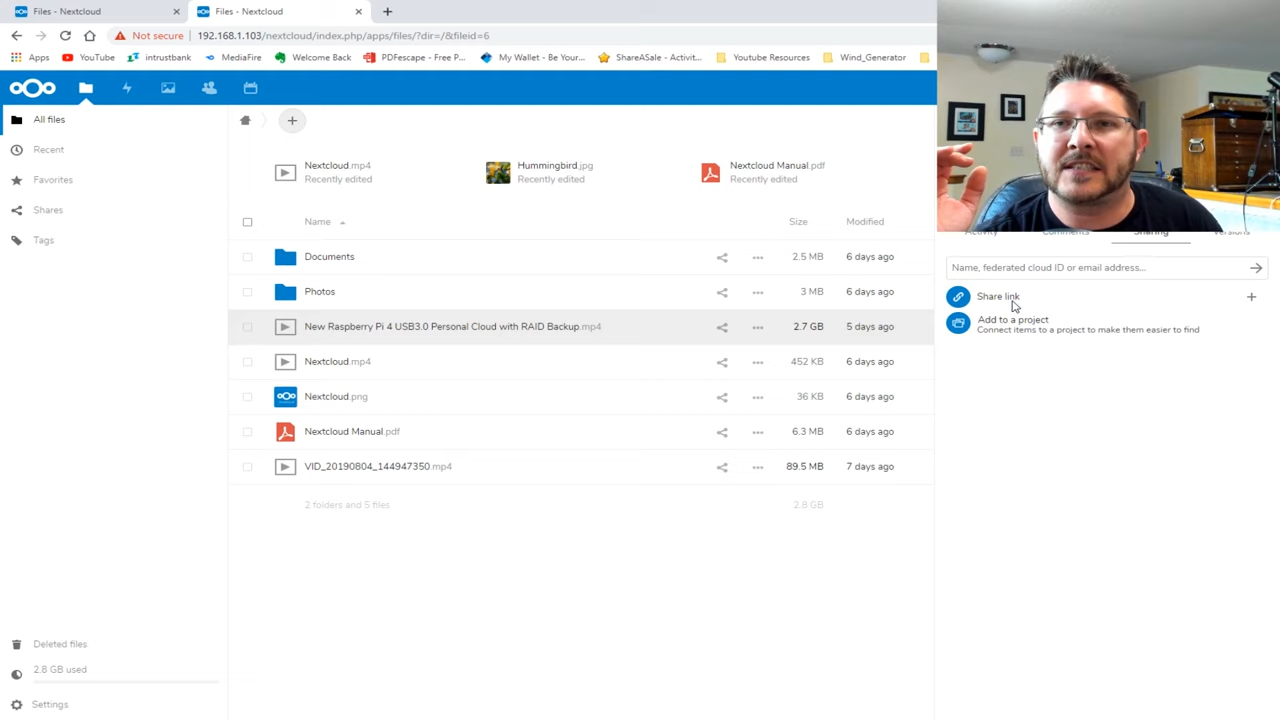 Files - Nextcloud
Files - Nextcloud
Not secure
192.168.1.103/nextcloud/index.php/apps/files/?dir=/&fileid=6
Apps
YouTube
intrustbank
MediaFire
Welcome Back
PDFescape - Free P...
My Wallet - Be Your...
ShareASale - Activit...
Youtube Resources
Wind_Generator
All files
Recent
Favorites
Shares
Tags
Nextcloud.mp4
Recently edited
Hummingbird.jpg
Recently edited
Nextcloud Manual.pdf
Recently edited
Name Size Modified
Documents 2.5 MB 6 days ago
Photos 3 MB 6 days ago
New Raspberry Pi 4 USB3.0 Personal Cloud with RAID Backup.mp4 2.7 GB 5 days ago
Nextcloud.mp4 452 KB 6 days ago
Nextcloud.png 36 KB 6 days ago
Nextcloud Manual.pdf 6.3 MB 6 days ago
VID_20190804_144947350.mp4 89.5 MB 7 days ago
2 folders and 5 files 2.8 GB
Activity Comments Sharing Versions
Name, federated cloud ID or email address...
Share link
Add to a project
Connect items to a project to make them easier to find
Deleted files
2.8 GB used
Settings